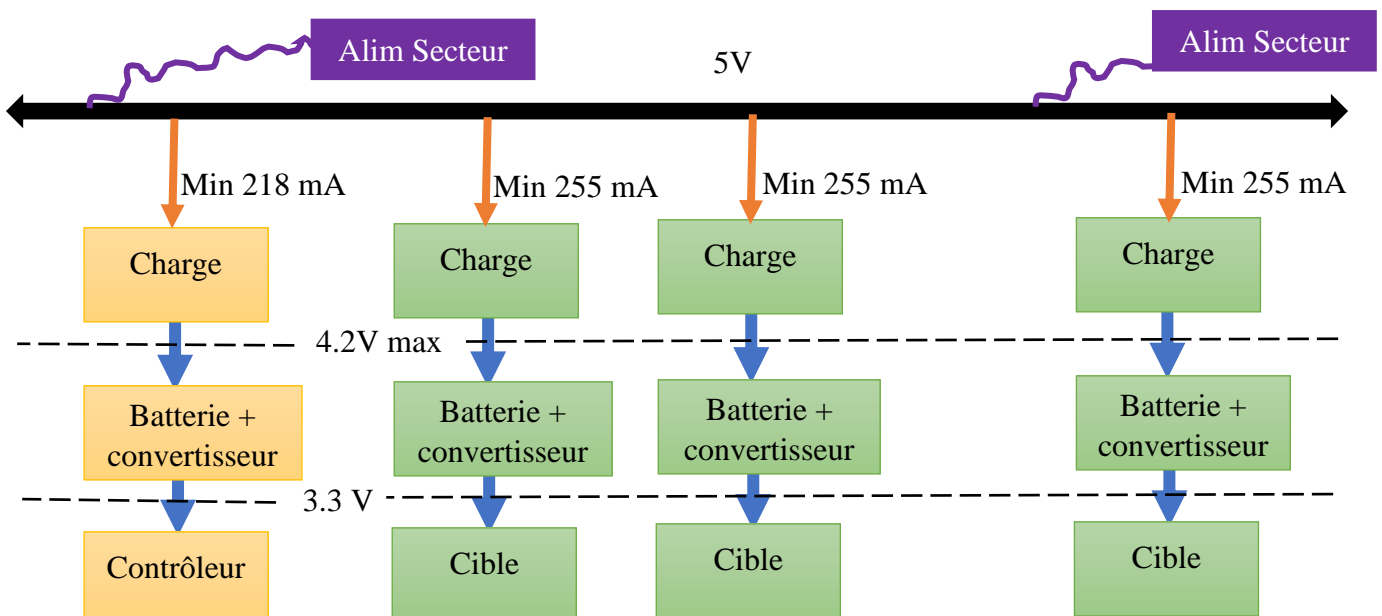 Alim Secteur
Alim Secteur
5V
Min 218 mA
Min 255 mA
Min 255 mA
Min 255 mA
Charge
Charge
Charge
Charge
4.2V max
Batterie +
convertisseur
Batterie +
convertisseur
Batterie +
convertisseur
Batterie +
convertisseur
3.3 V
Contrôleur
Cible
Cible
Cible